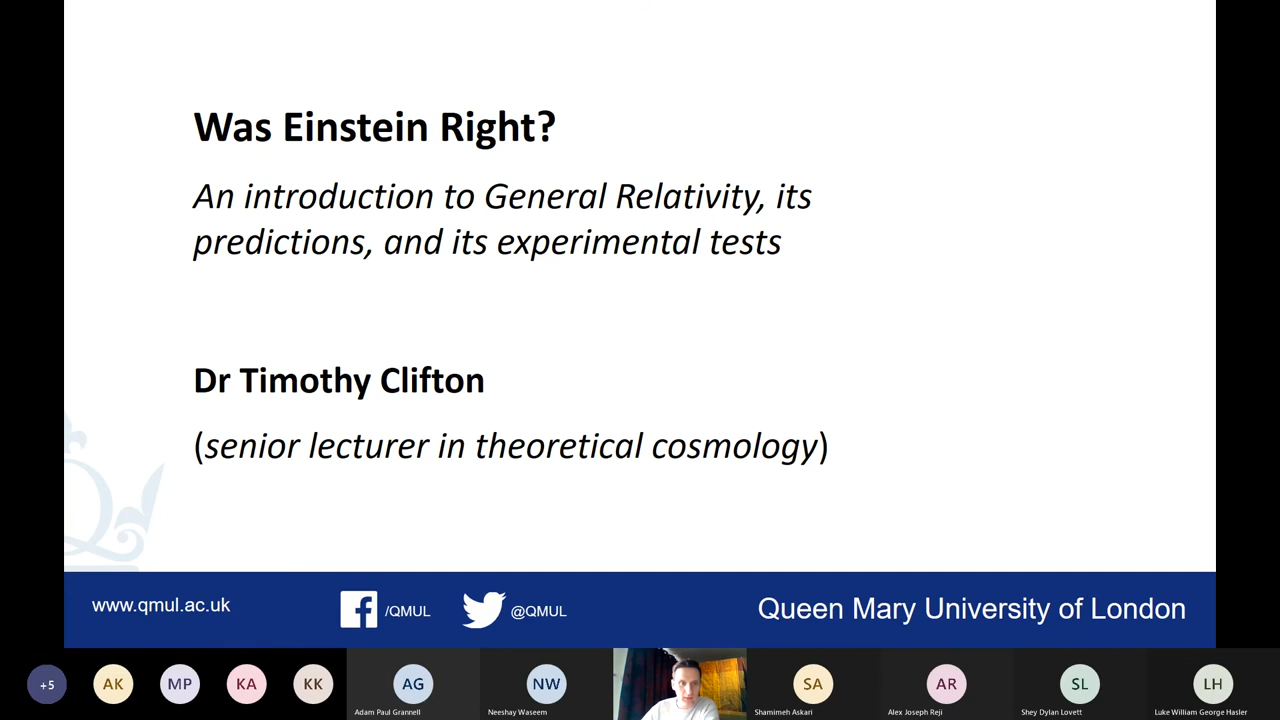 Was Einstein Right?
An introduction to General Relativity, its
predictions, and its experimental tests
Dr Timothy Clifton
(senior lecturer in theoretical cosmology)
www.qmul.ac.uk
/QMUL
@QMUL
Queen Mary University of London
+5
AK
MP
KA
KK
AG
NW
SA
AR
SL
LH
Adam Paul Grannell
Neeshay Waseem
Shamimeh Askari
Alex Joseph Reji
Shey Dylan Lovett
Luke William George Hasler